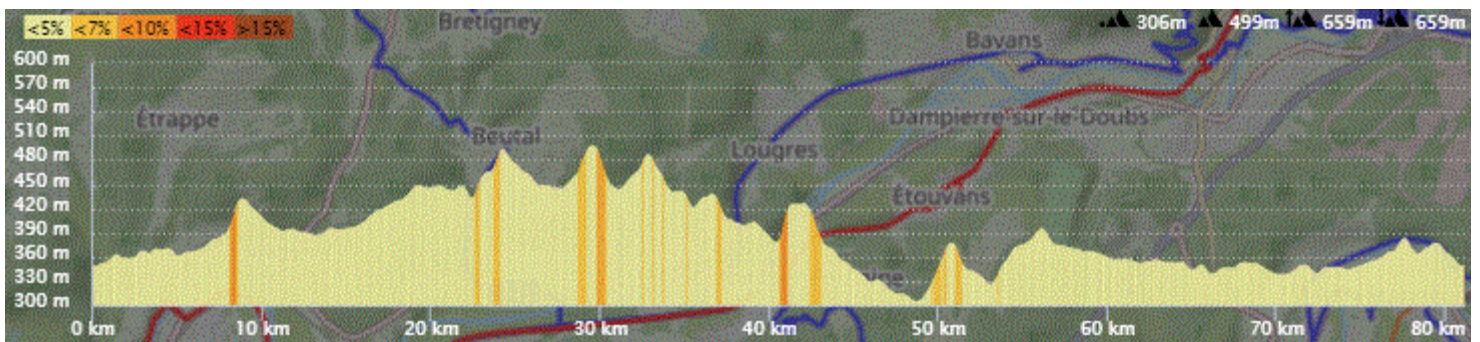 Bretigney
<5% <7% <10% <15% >15%
306m 499m 659m 659m
Bavans
600 m
570 m
540 m
Étrappe
Dampierre-sur-le-Doubs
510 m
Beutal
480 m
Lougres
450 m
Étouvans
420 m
390 m
360 m
330 m
300 m
0 km 10 km 20 km 30 km 40 km 50 km 60 km 70 km 80 km